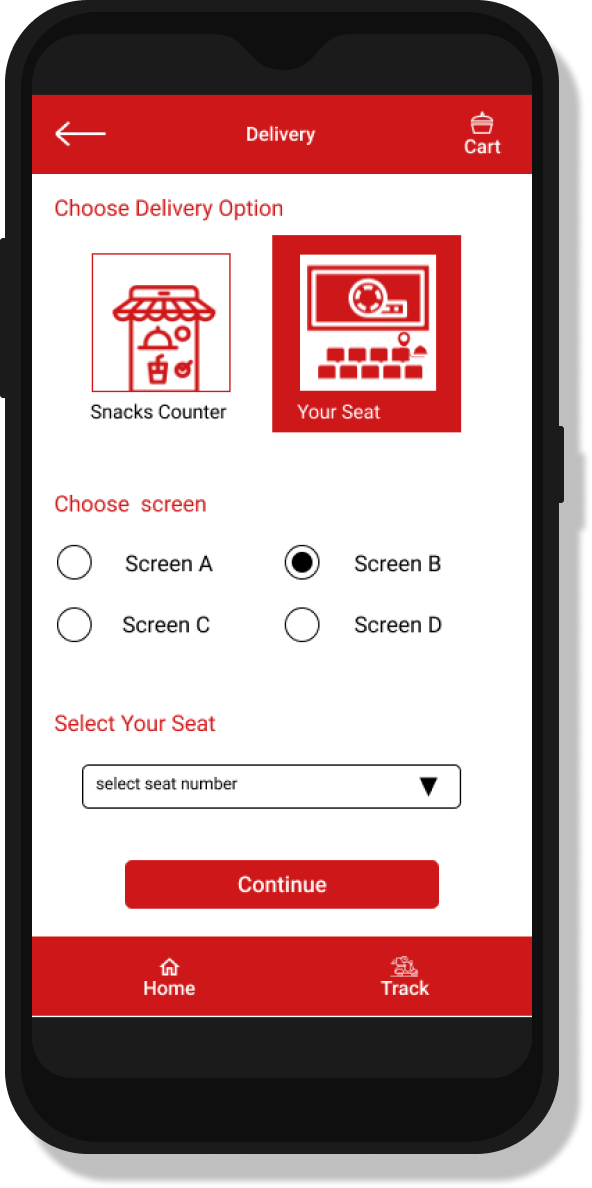 Delivery
Cart
Choose Delivery Option
Snacks Counter
Your Seat
Choose screen
Screen A
Screen B
Screen C
Screen D
Select Your Seat
select seat number
Continue
Home
Track